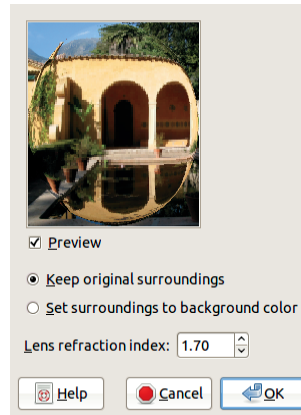 Preview
Keep original surroundings
Set surroundings to background color
Lens refraction index: 1.70
Help Cancel OK